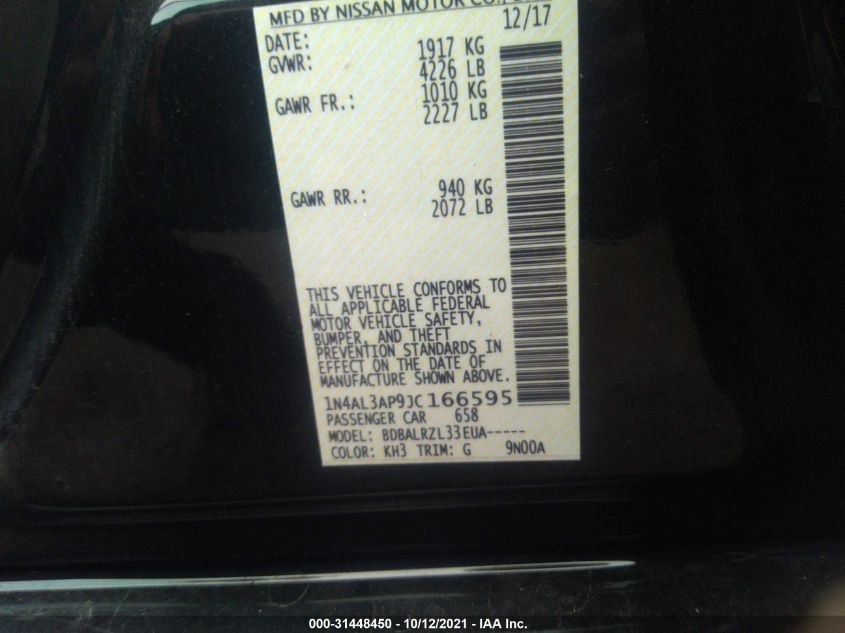 MFD BY NISSAN MOTOR CO.,
DATE: 12/17
GVWR: 1917 KG
4226 LB
GAWR FR.: 1010 KG
2227 LB
GAWR RR.: 940 KG
2072 LB
THIS VEHICLE CONFORMS TO
ALL APPLICABLE FEDERAL
MOTOR VEHICLE SAFETY,
BUMPER, AND THEFT
PREVENTION STANDARDS IN
EFFECT ON THE DATE OF
MANUFACTURE SHOWN ABOVE.
1N4AL3AP9JC166595
PASSENGER CAR 658
MODEL: BDBALRZL33EUA-----
COLOR: KH3 TRIM: G 9N00A
000-31448450 - 10/12/2021 - IAA Inc.